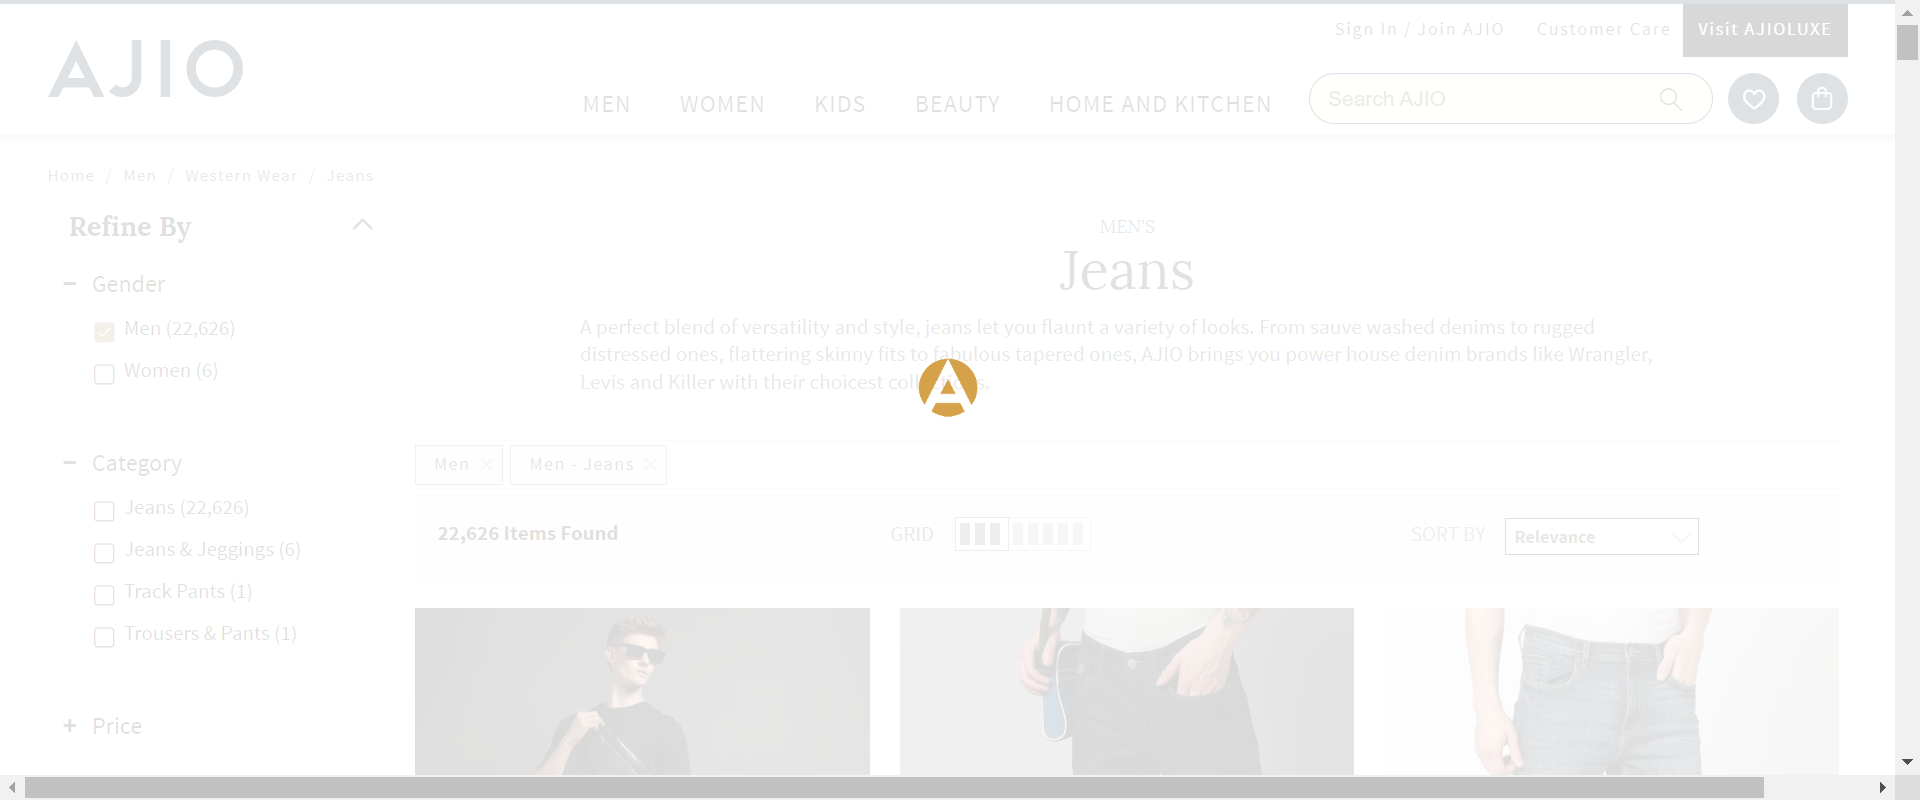 Sign In / Join AJIO
Customer Care
Visit AJIOLUXE
AJIO
MEN
WOMEN
KIDS
BEAUTY
HOME AND KITCHEN
Search AJIO
Home / Men / Western Wear / Jeans
Refine By
Gender
Men (22,626)
Women (6)
Category
Jeans (22,626)
Jeans & Jeggings (6)
Track Pants (1)
Trousers & Pants (1)
Price
MEN'S
Jeans
A perfect blend of versatility and style, jeans let you flaunt a variety of looks. From sauve washed denims to rugged
distressed ones, flattering skinny fits to fabulous tapered ones, AJIO brings you power house denim brands like Wrangler,
Levis and Killer with their choicest collections.
Men
Men - Jeans
22,626 Items Found
GRID
SORT BY
Relevance